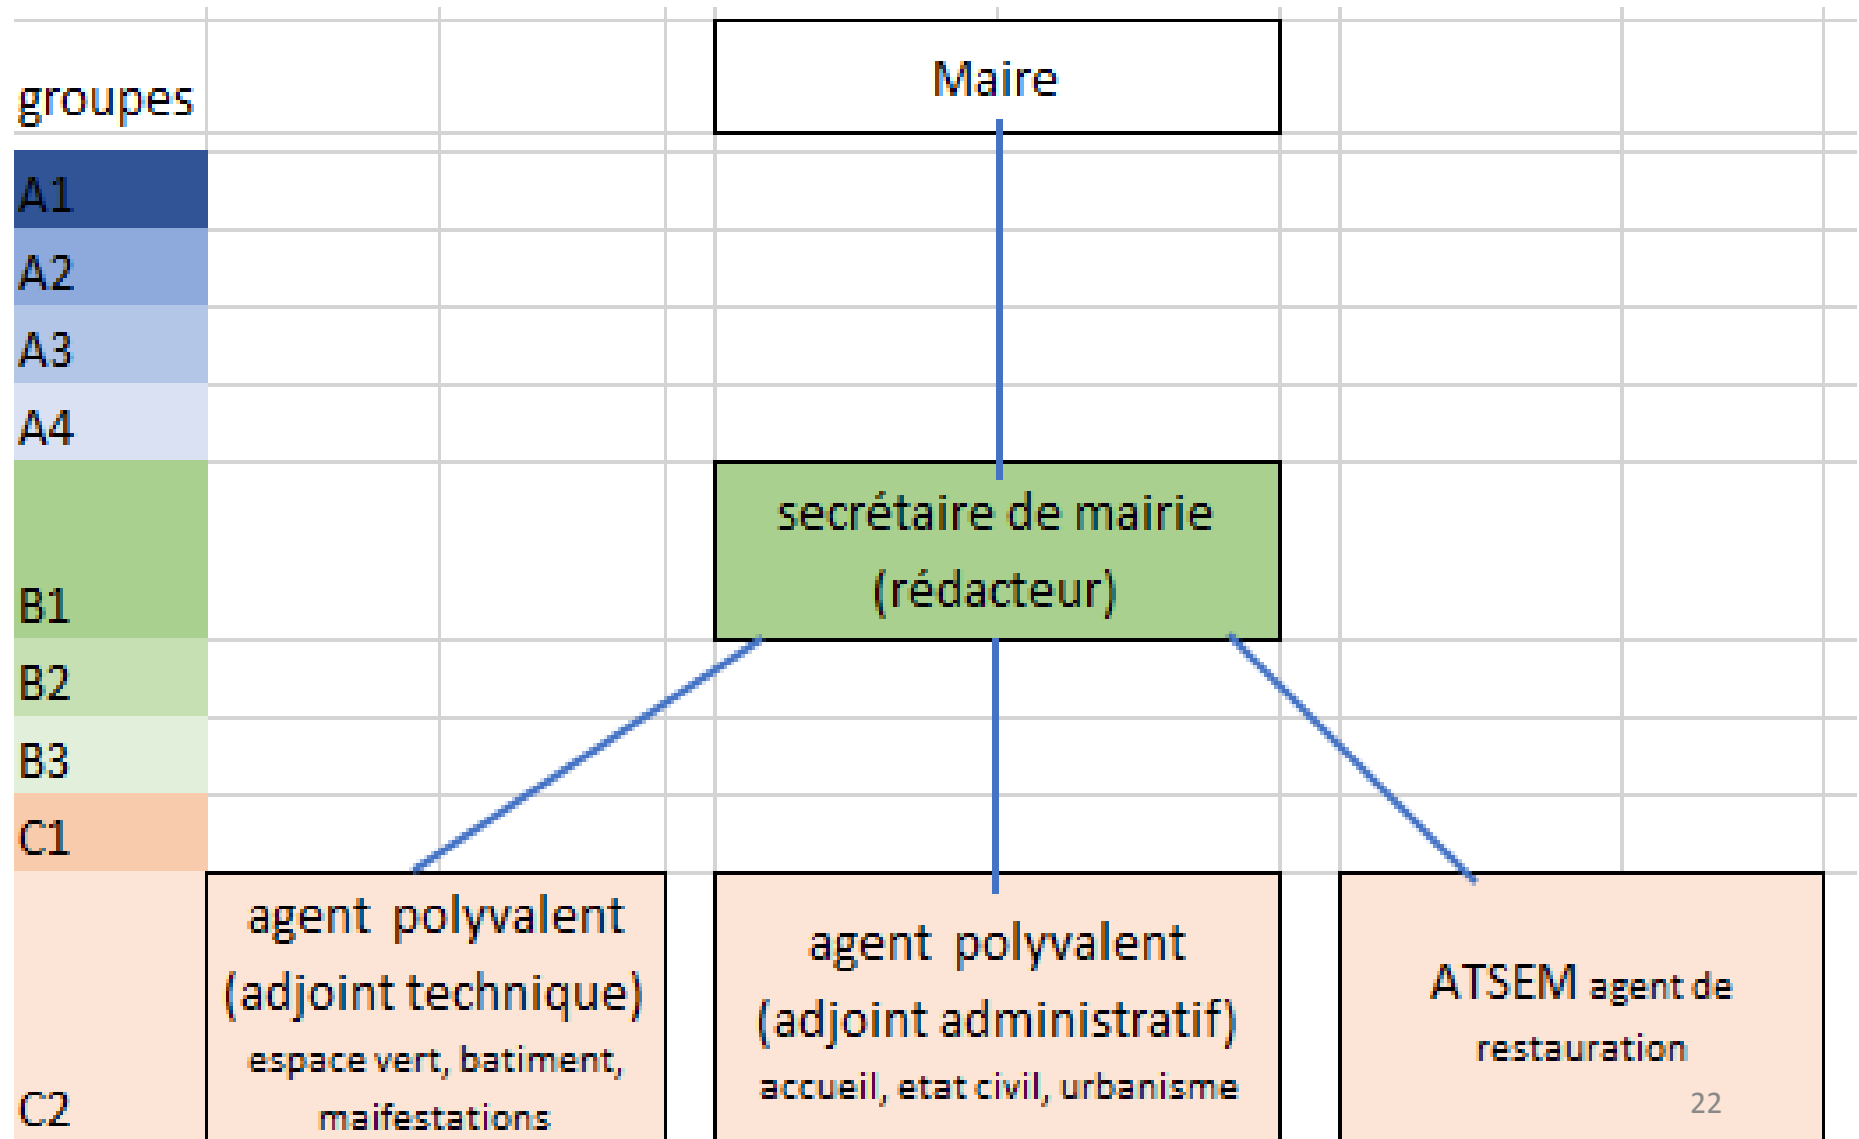 Maire
groupes
A1
A2
A3
A4
secrétaire de mairie
(rédacteur)
B1
B2
B3
C1
agent polyvalent
(adjoint technique)
espace vert, batiment,
maifestations
agent polyvalent
(adjoint administratif)
accueil, etat civil, urbanisme
ATSEM agent de
restauration
C2
22